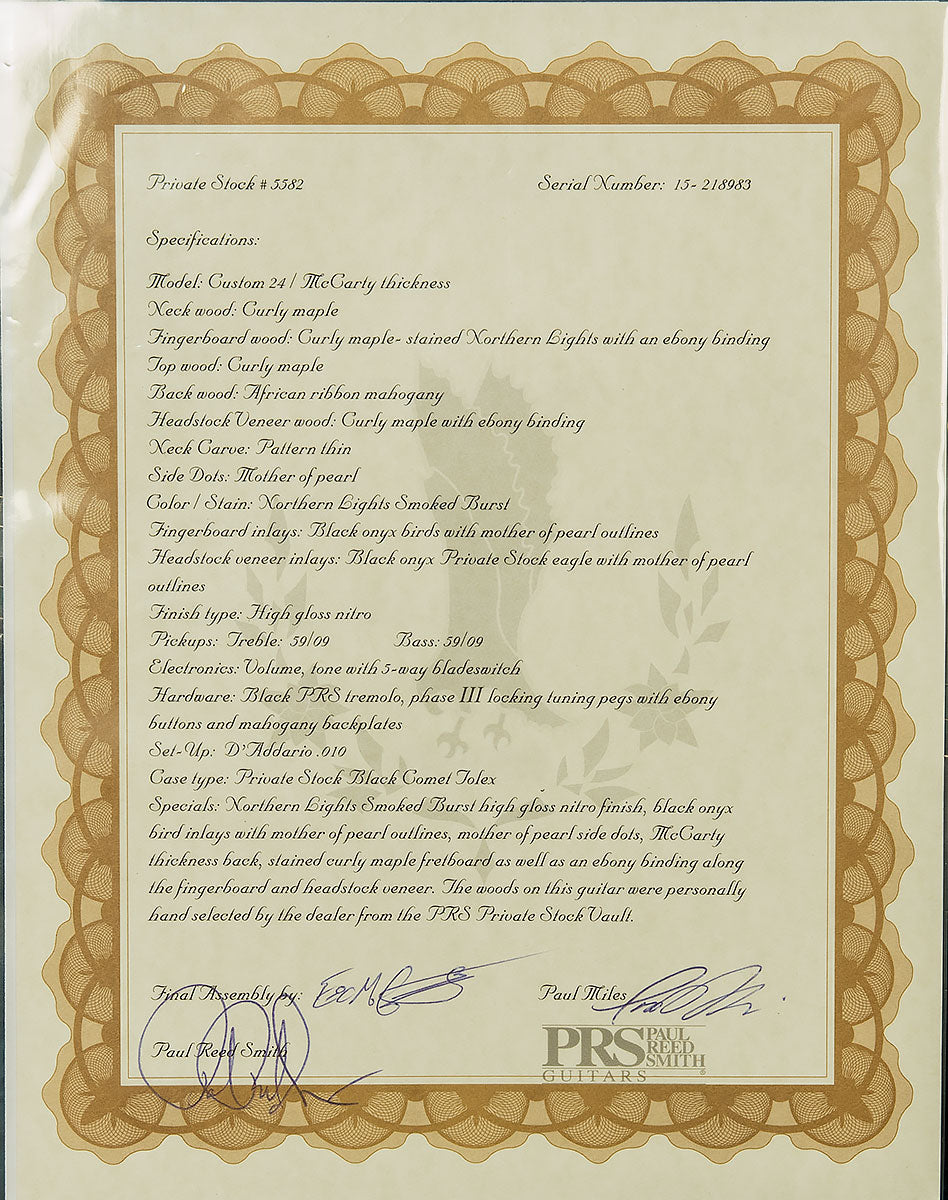 Private Stock # 5582
Serial Number: 15- 218983
Specifications:
Model: Custom 24 / McCarty thickness
Neck wood: Curly maple
Fingerboard wood: Curly maple- stained Northern Lights with an ebony binding
Top wood: Curly maple
Back wood: African ribbon mahogany
Headstock Veneer wood: Curly maple with ebony binding
Neck Carve: Pattern thin
Side Dots: Mother of pearl
Color / Stain: Northern Lights Smoked Burst
Fingerboard inlays: Black onyx birds with mother of pearl outlines
Headstock veneer inlays: Black onyx Private Stock eagle with mother of pearl
outlines
Finish type: High gloss nitro
Pickups: Treble: 59/09 Bass: 59/09
Electronics: Volume, tone with 5-way bladeswitch
Hardware: Black PRS tremolo, phase III locking tuning pegs with ebony
buttons and mahogany backplates
Set-Up: D'Addario .010
Case type: Private Stock Black Comet Tolex
Specials: Northern Lights Smoked Burst high gloss nitro finish, black onyx
bird inlays with mother of pearl outlines, mother of pearl side dots, McCarty
thickness back, stained curly maple fretboard as well as an ebony binding along
the fingerboard and headstock veneer. The woods on this guitar were personally
hand selected by the dealer from the PRS Private Stock Vault.
Final Assembly by:
Paul Miles
Paul Reed Smith
PRS PAUL
REED
SMITH
GUITARS